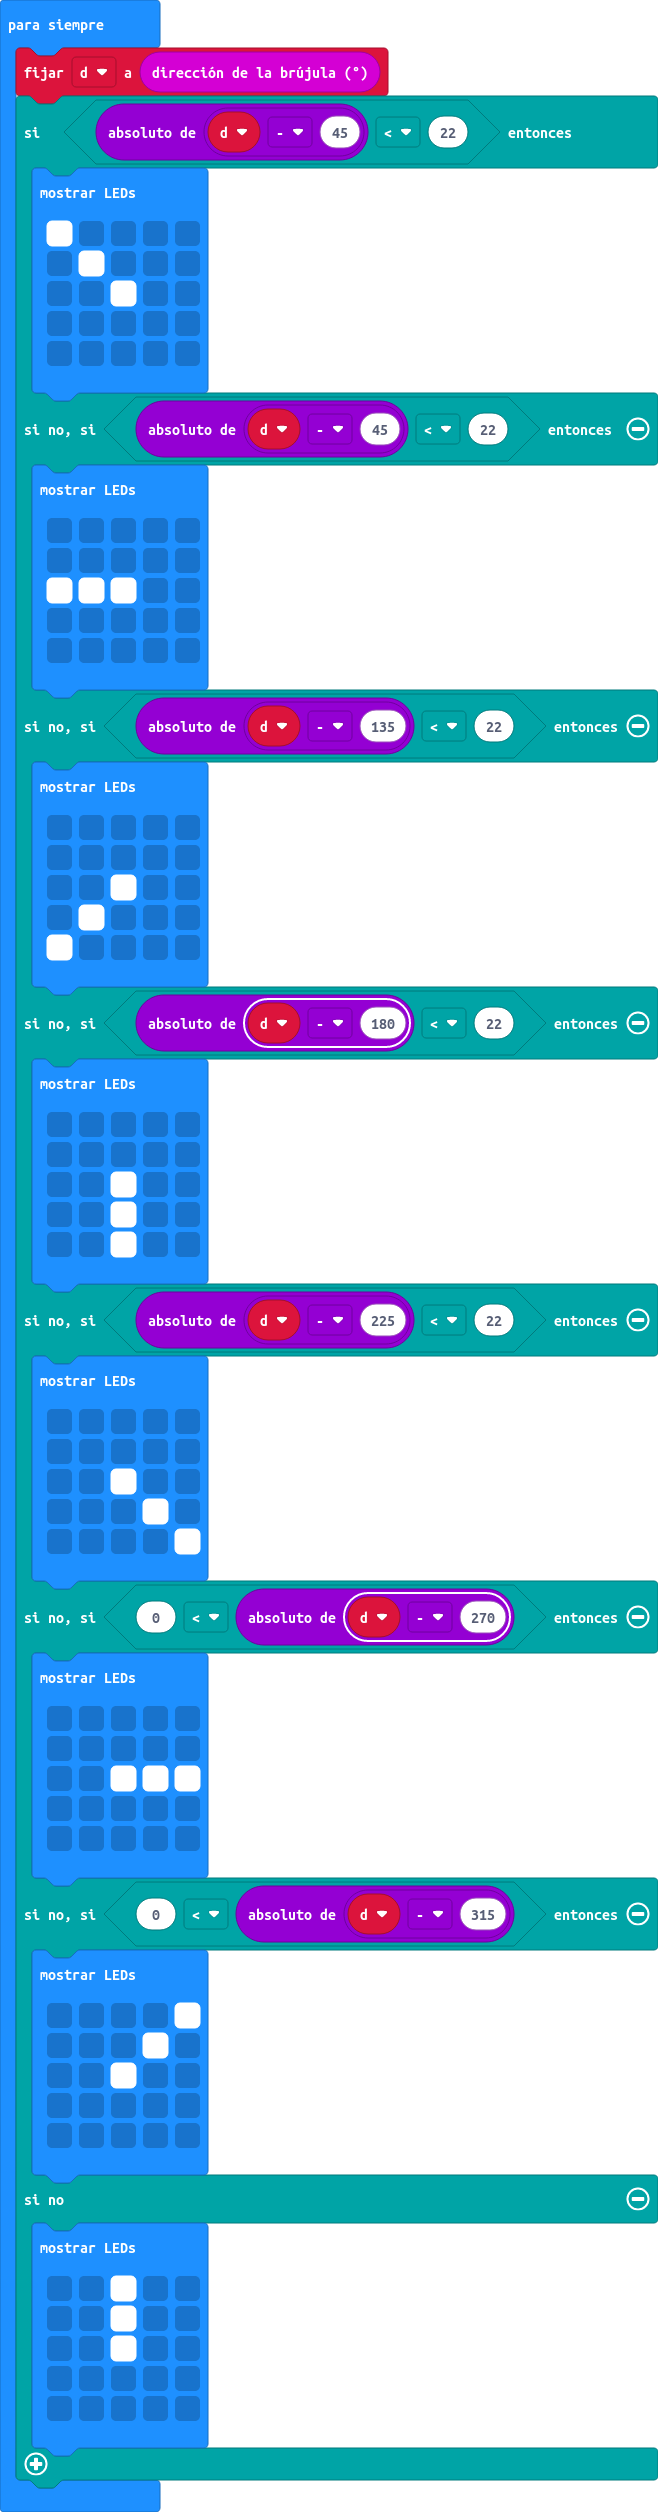 para siempre
fijar d a dirección de la brújula (°)
si absoluto de d - 45 < 22 entonces
mostrar LEDs
si no, si absoluto de d - 45 < 22 entonces
mostrar LEDs
si no, si absoluto de d - 135 < 22 entonces
mostrar LEDs
si no, si absoluto de d - 180 < 22 entonces
mostrar LEDs
si no, si absoluto de d - 225 < 22 entonces
mostrar LEDs
si no, si 0 < absoluto de d - 270 entonces
mostrar LEDs
si no, si 0 < absoluto de d - 315 entonces
mostrar LEDs
si no
mostrar LEDs